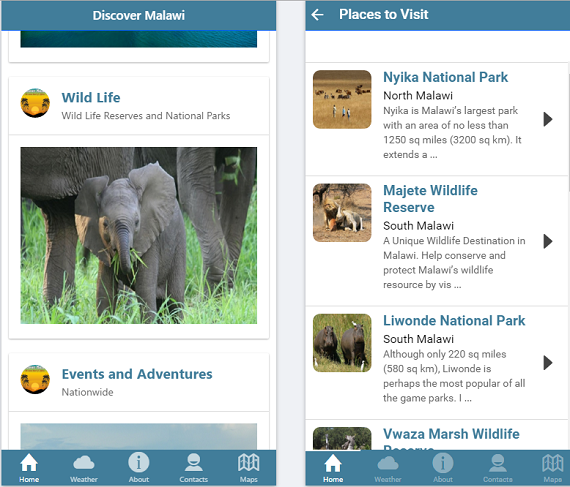 Discover Malawi
Wild Life
Wild Life Reserves and National Parks
Events and Adventures
Nationwide
Home
Weather
About
Contacts
Maps
Places to Visit
Nyika National Park
North Malawi
Nyika is Malawi's largest park
with an area of no less than
1250 sq miles (3200 sq km). It
extends a ...
Majete Wildlife
Reserve
South Malawi
A Unique Wildlife Destination in
Malawi. Help conserve and
protect Malawi's wildlife
resource by vis ...
Liwonde National Park
South Malawi
Although only 220 sq miles
(580 sq km), Liwonde is
perhaps the most popular of all
the game parks. I ...
Vwaza Marsh Wildlife
Reserve
Home
Weather
About
Contacts
Maps